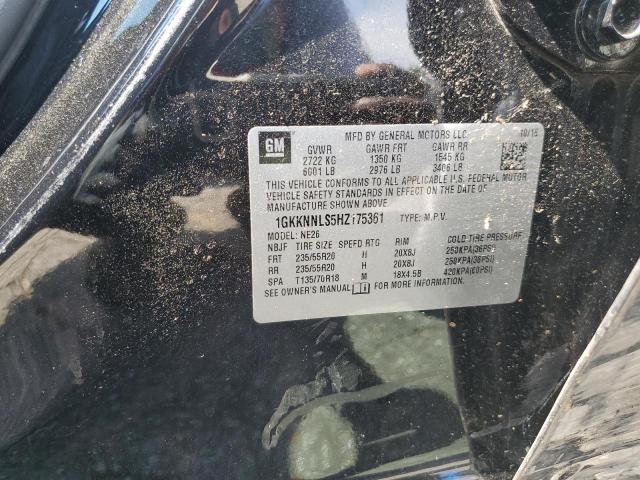 GM
MFD BY GENERAL MOTORS LLC 10/16
GVWR GAWR FRT GAWR RR
2722 KG 1350 KG 1545 KG
6001 LB 2976 LB 3406 LB
THIS VEHICLE CONFORMS TO ALL APPLICABLE U.S. FEDERAL MOTOR
VEHICLE SAFETY STANDARDS IN EFFECT ON THE DATE OF
MANUFACTURE SHOWN ABOVE.
1GKKNNLS5HZ175361 TYPE: M.P.V.
MODEL: NE26
NBJF TIRE SIZE SPEED RTG RIM COLD TIRE PRESSURE
FRT 235/55R20 H 20X8J 250KPA(36PSI)
RR 235/55R20 H 20X8J 250KPA(36PSI)
SPA T135/70R18 M 18X4.5B 420KPA(60PSI)
SEE OWNER'S MANUAL FOR MORE INFORMATION.